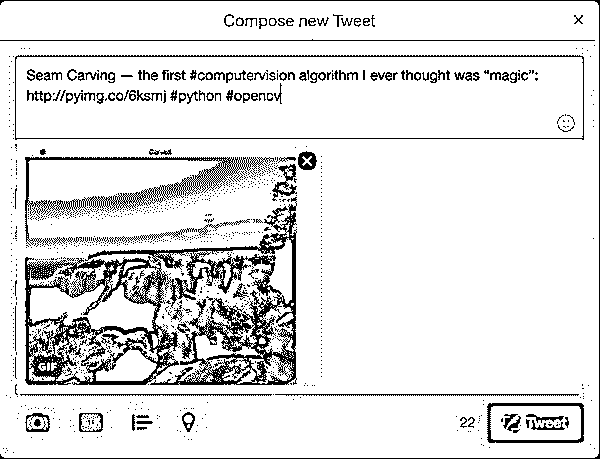 Compose new Tweet
Seam Carving — the first #computervision algorithm I ever thought was “magic”:
http://pyimg.co/6ksmj #python #opencv
Carved
GIF
22
Tweet